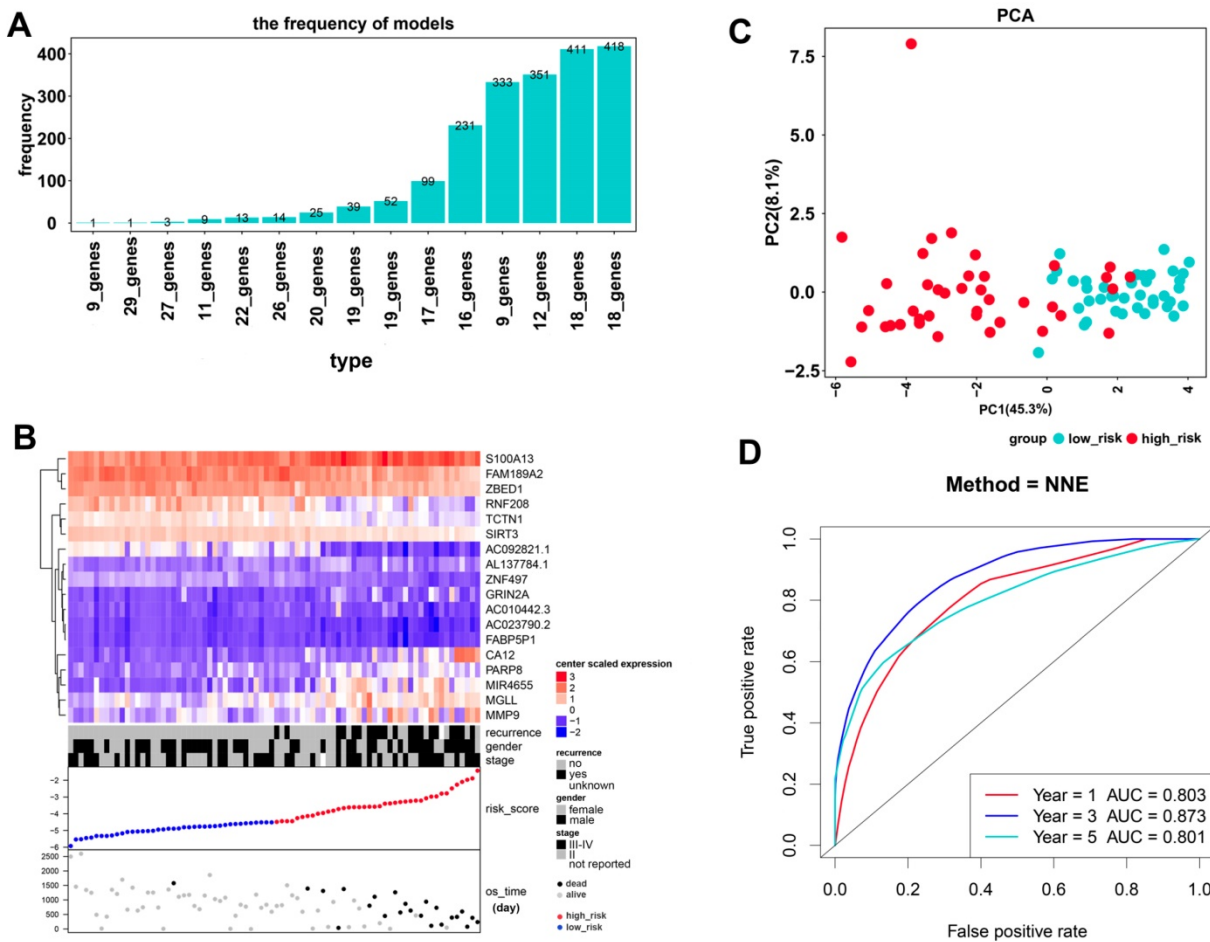 A
the frequency of models
frequency
400
300
200
100
0
1
1
3
9
13
14
25
39
52
99
231
333
351
411
418
9_genes
29_genes
27_genes
11_genes
22_genes
26_genes
20_genes
19_genes
19_genes
17_genes
16_genes
9_genes
12_genes
18_genes
18_genes
type
C
PCA
PC2(8.1%)
7.5
5.0
2.5
0.0
−2.5
−6
−4
−2
0
2
4
PC1(45.3%)
group low_risk high_risk
B
S100A13
FAM189A2
ZBED1
RNF208
TCTN1
SIRT3
AC092821.1
AL137784.1
ZNF497
GRIN2A
AC010442.3
AC023790.2
FABP5P1
CA12
PARP8
MIR4655
MGLL
MMP9
recurrence
gender
stage
−2
−3
−4
−5
−6
risk_score
2500
2000
1500
1000
500
0
os_time
(day)
center scaled expression
3
2
1
0
−1
−2
recurrence
no
yes
unknown
gender
female
male
stage
III-IV
II
not reported
dead
alive
high_risk
low_risk
D
Method = NNE
True positive rate
1.0
0.8
0.6
0.4
0.2
0.0
Year = 1 AUC = 0.803
Year = 3 AUC = 0.873
Year = 5 AUC = 0.801
0.0
0.2
0.4
0.6
0.8
1.0
False positive rate